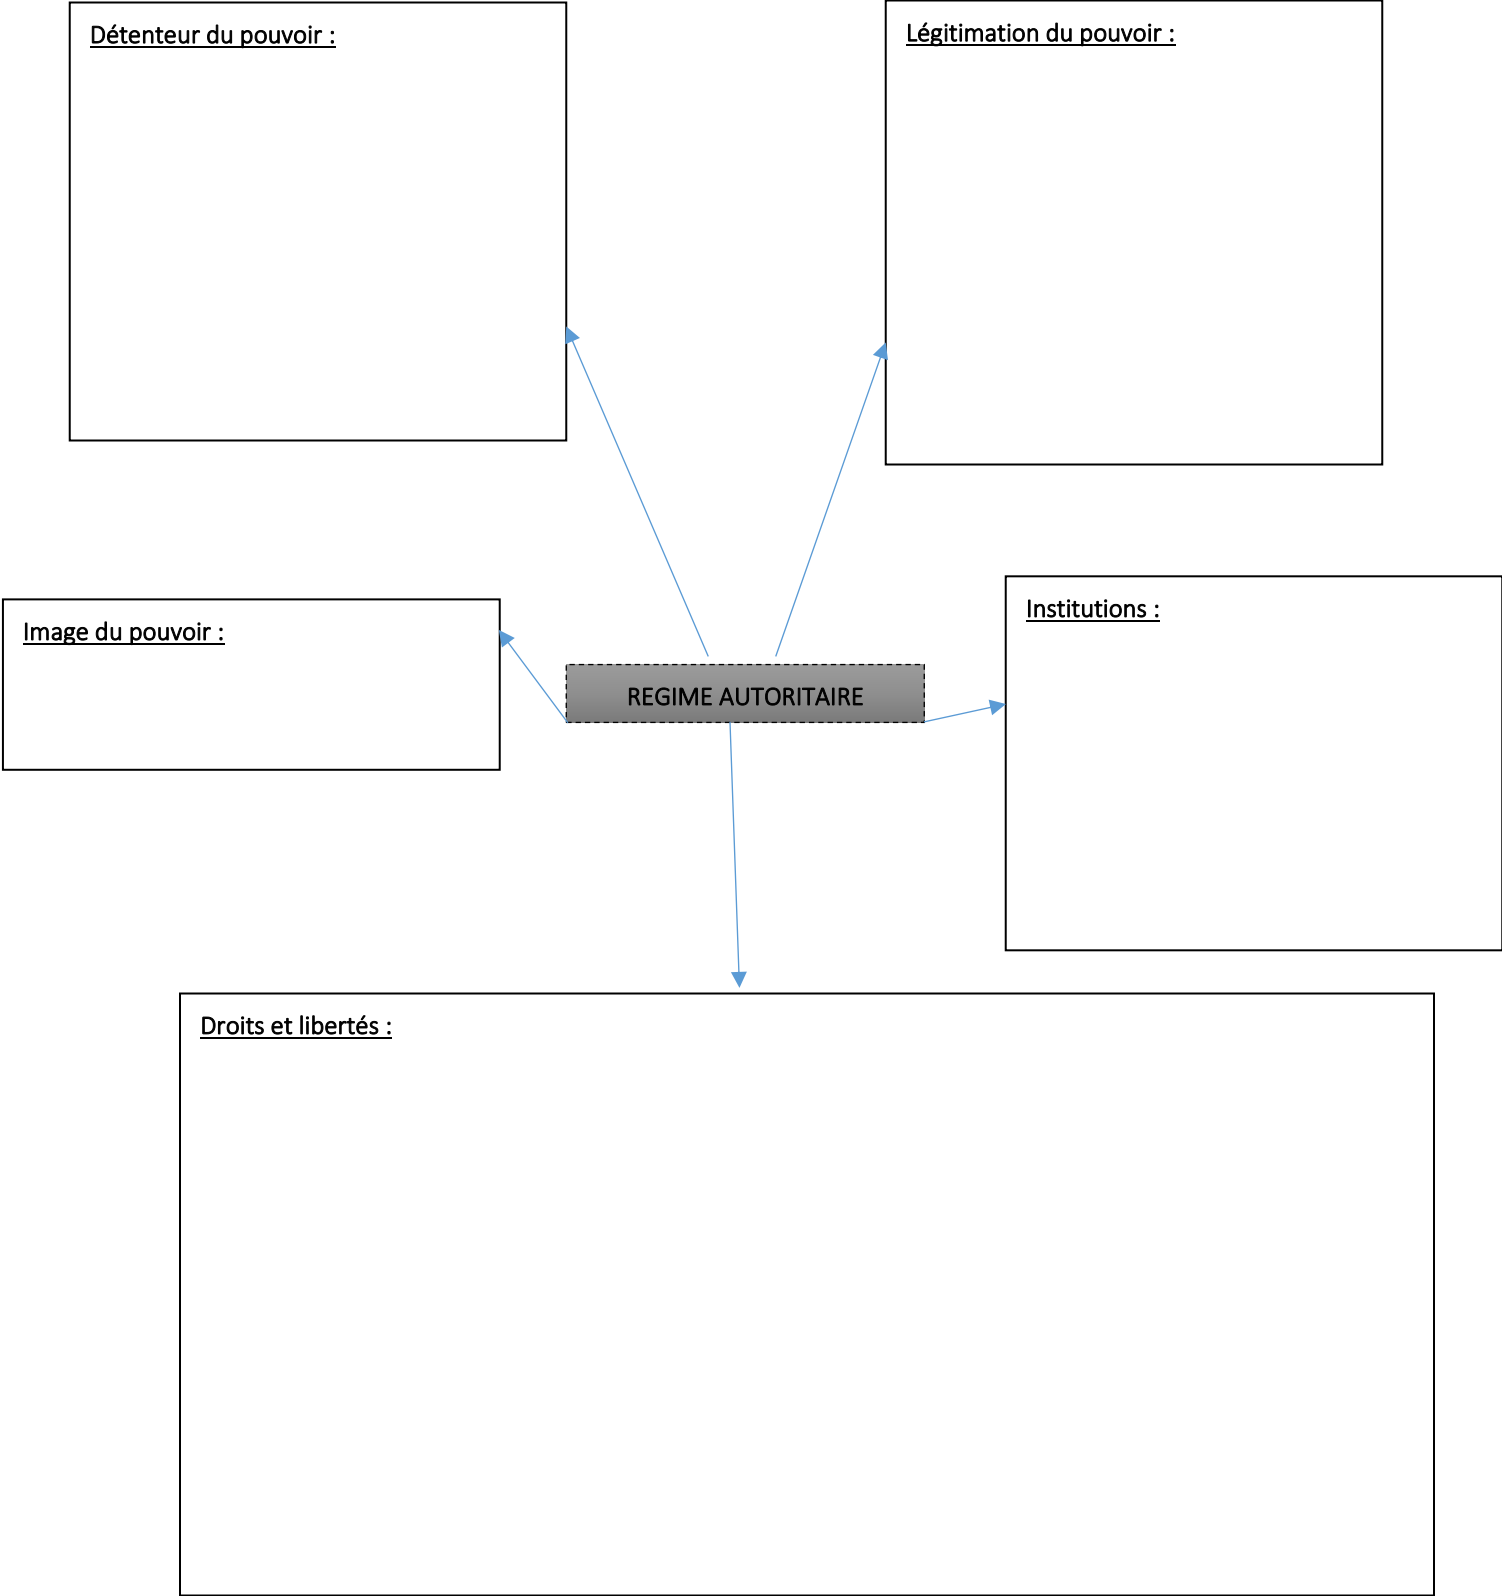 Détenteur du pouvoir :
Légitimation du pouvoir :
Image du pouvoir :
Institutions :
REGIME AUTORITAIRE
Droits et libertés :